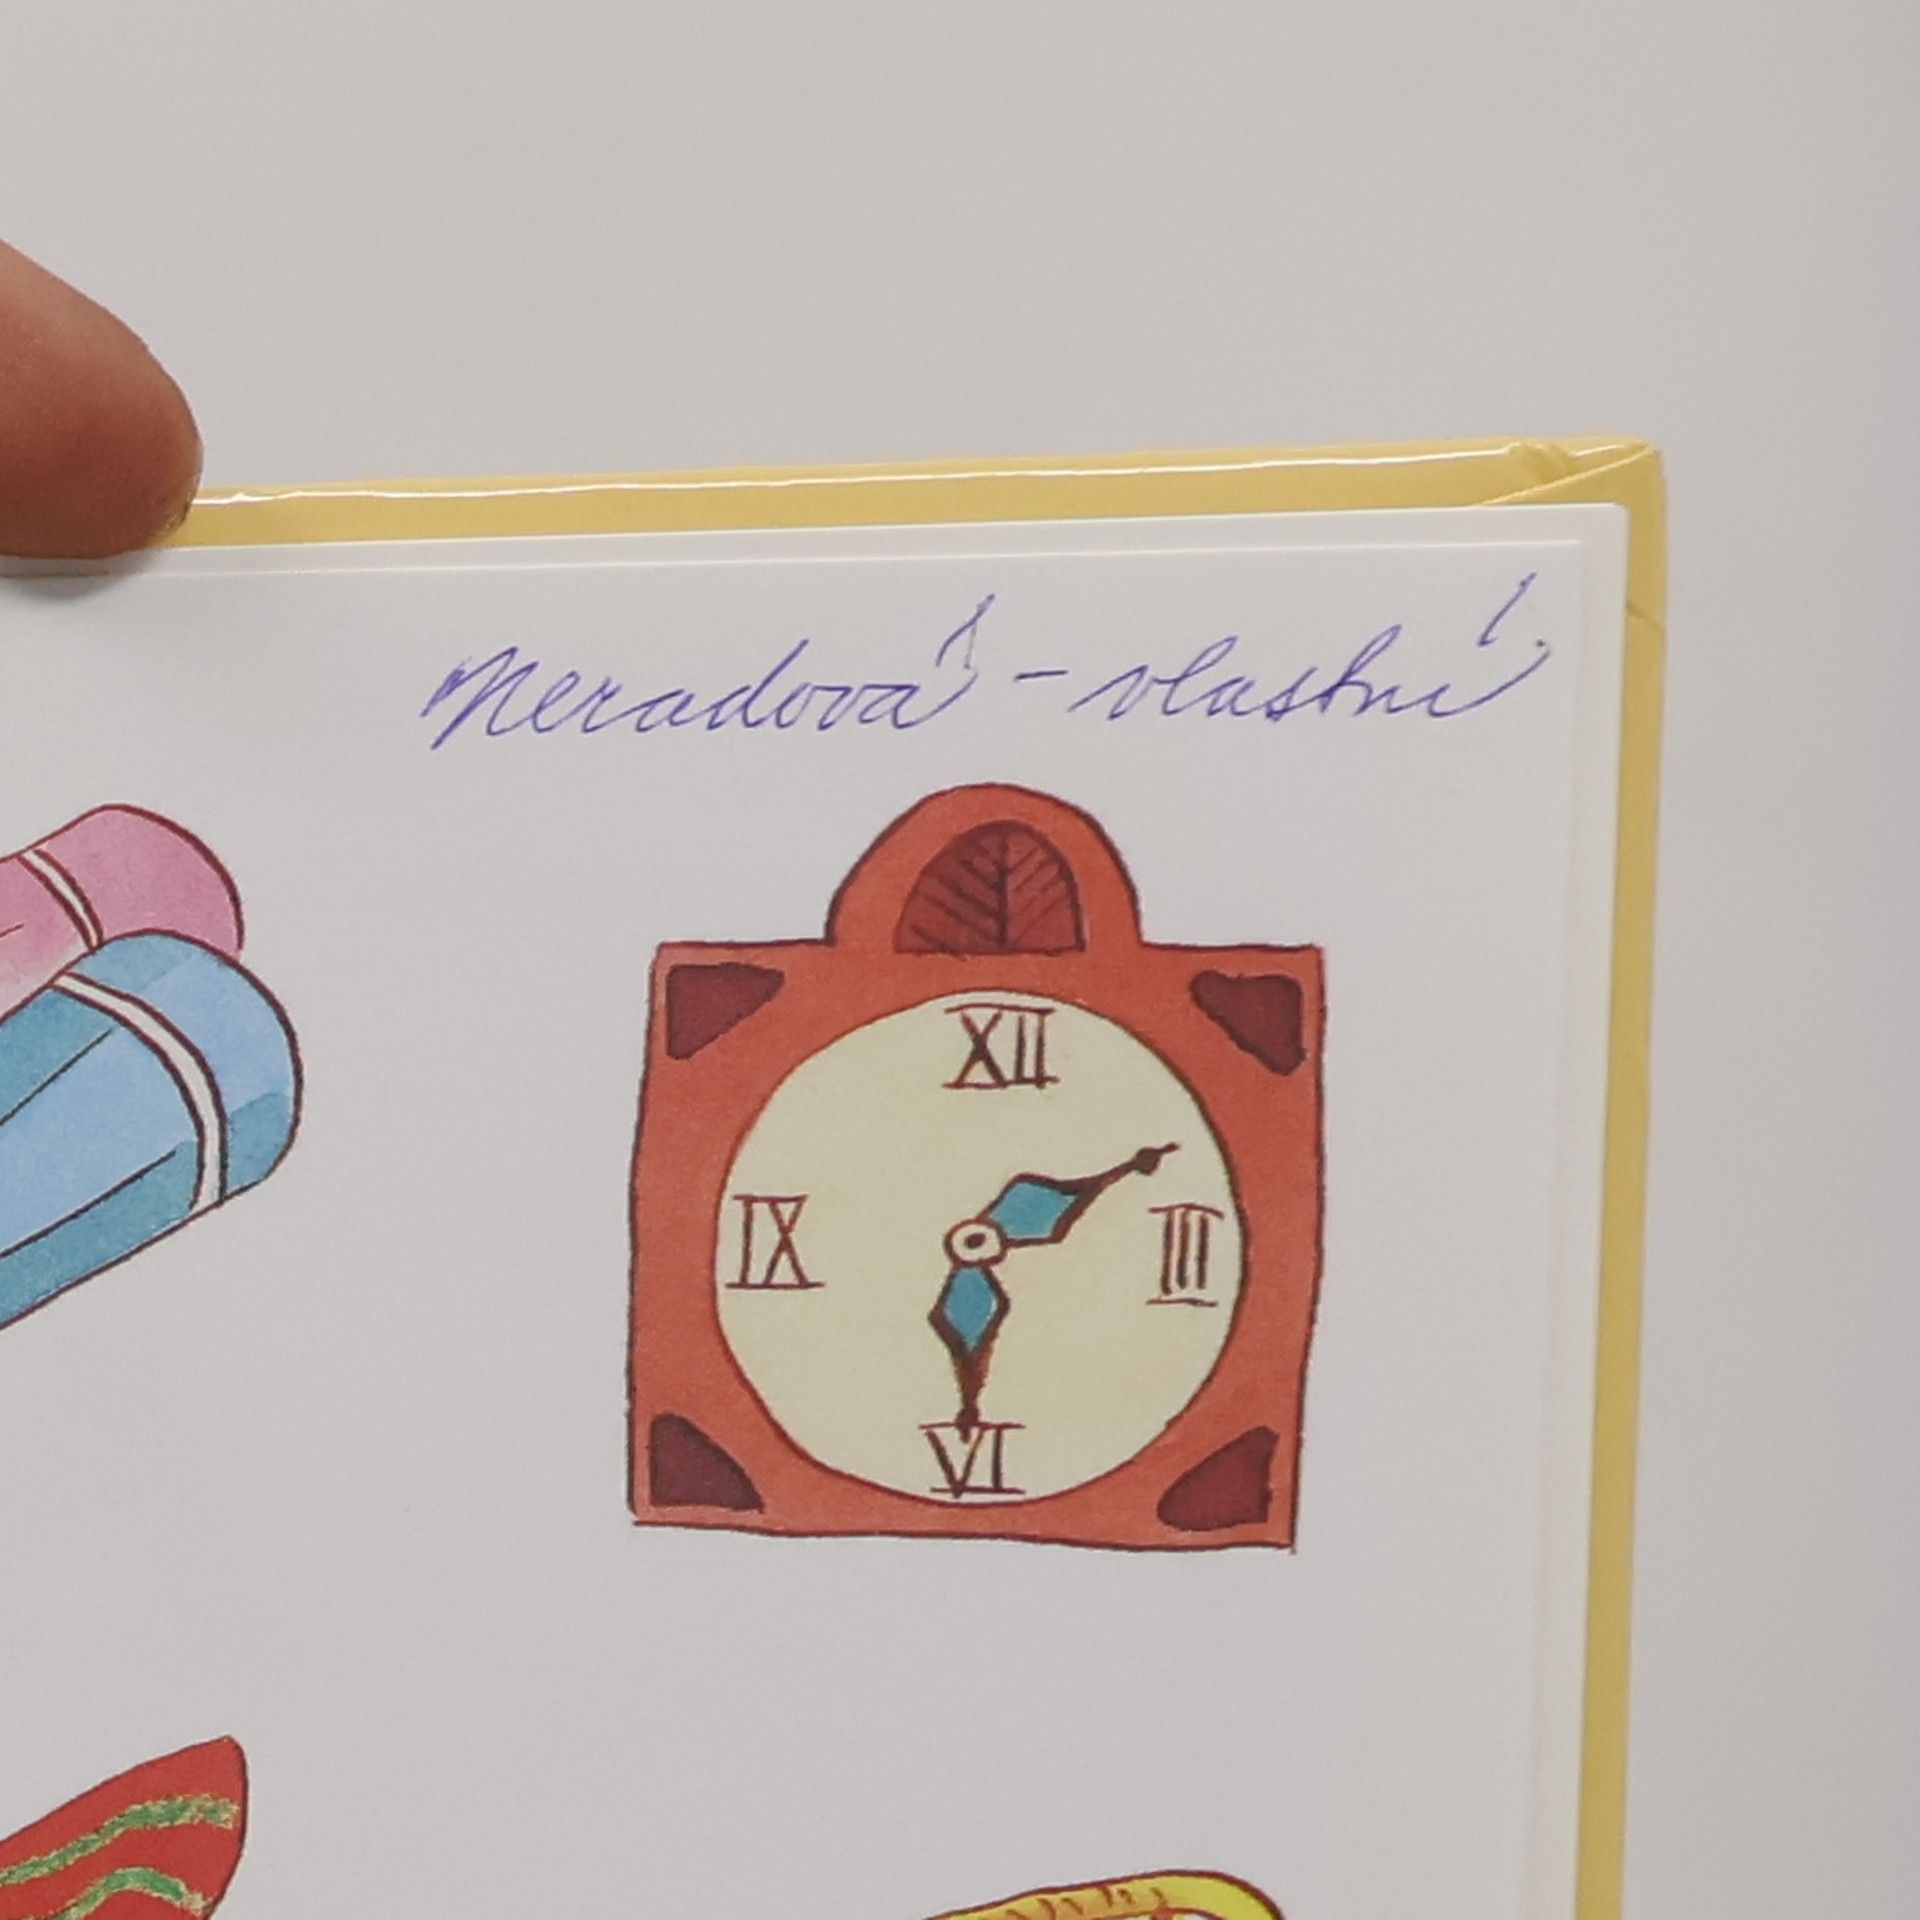 Neradová - vlastní
XII
IX III
VI